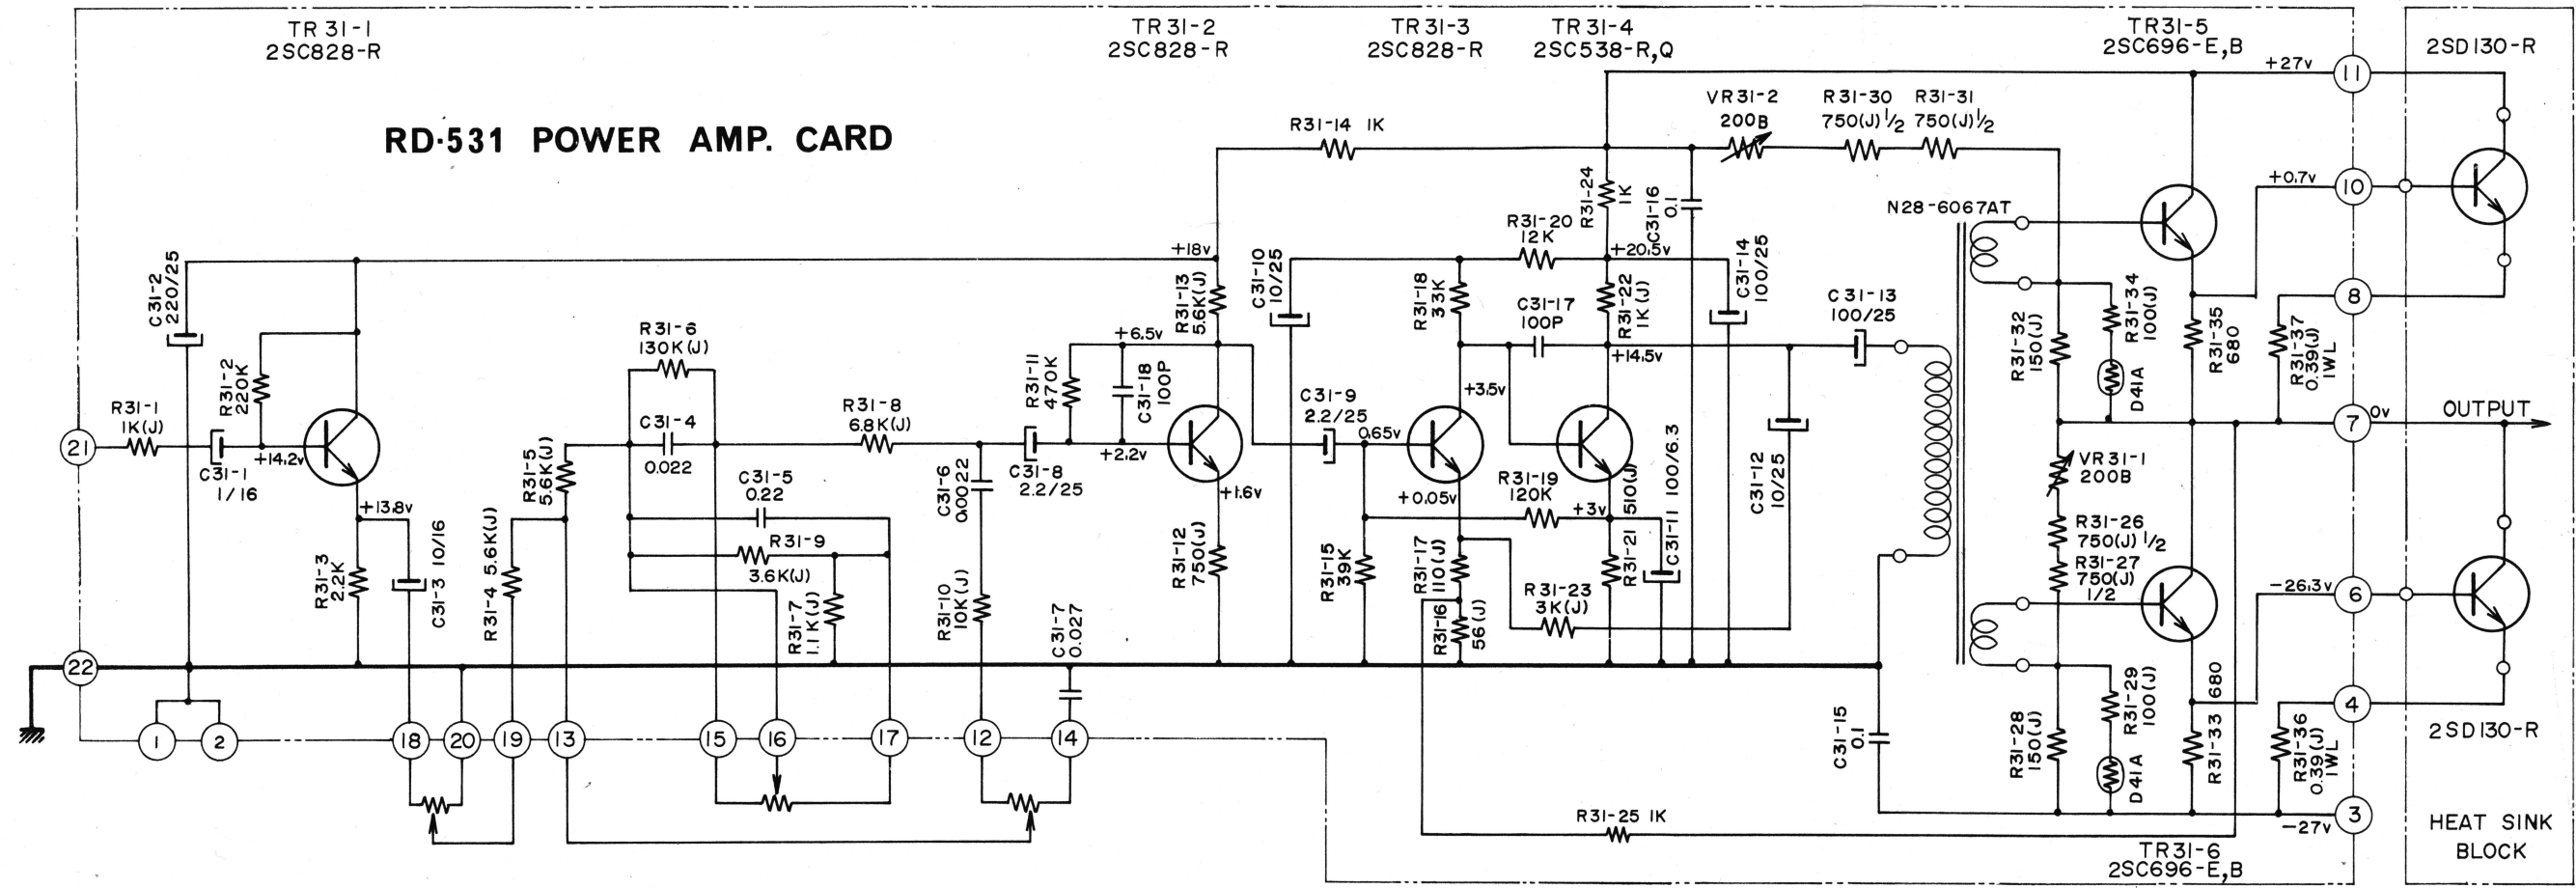 TR31-1
2SC828-R
TR31-2
2SC828-R
TR31-3
2SC828-R
TR31-4
2SC538-R,Q
TR31-5
2SC696-E,B
2SD130-R
RD-531 POWER AMP. CARD
+27v
11
R31-14 1K
VR31-2
200B
R31-30
750(J)1/2
R31-31
750(J)1/2
R31-24
1K
C31-16
0.1
+0.7v
10
N28-6067AT
R31-20
12K
+18v
+20.5v
C31-2
220/25
R31-13
5.6K(J)
C31-10
10/25
R31-18
33K
C31-17
100P
R31-22
1K(J)
C31-14
100/25
C31-13
100/25
R31-32
150(J)
R31-34
100(J)
R31-35
680
R31-37
0.39(J)
1WL
8
R31-2
220K
R31-6
130K(J)
+6.5v
+14.5v
R31-11
470K
C31-18
100P
D41A
R31-1
1K(J)
C31-4
0.022
R31-8
6.8K(J)
C31-9
2.2/25
0.65v
+3.5v
7
0v
OUTPUT
21
C31-1
1/16
+14.2v
R31-5
5.6K(J)
C31-5
0.22
C31-6
0.0022
C31-8
2.2/25
+2.2v
+1.6v
+0.05v
R31-19
120K
+3v
510(J)
R31-21
C31-11 100/6.3
C31-12
10/25
VR31-1
200B
R31-26
750(J)1/2
R31-27
750(J)
1/2
+13.8v
R31-3
2.2K
C31-3 10/16
R31-4 5.6K(J)
R31-9
3.6K(J)
R31-7
1.1K(J)
R31-10
10K(J)
C31-7
0.027
R31-12
750(J)
R31-15
39K
R31-17
110(J)
R31-16
56(J)
R31-23
3K(J)
-26.3v
6
22
C31-15
0.1
R31-28
150(J)
R31-29
100(J)
D41A
680
R31-33
R31-36
0.39(J)
1WL
4
2SD130-R
1
2
18
20
19
13
15
16
17
12
14
R31-25 1K
3
-27v
TR31-6
2SC696-E,B
HEAT SINK
BLOCK